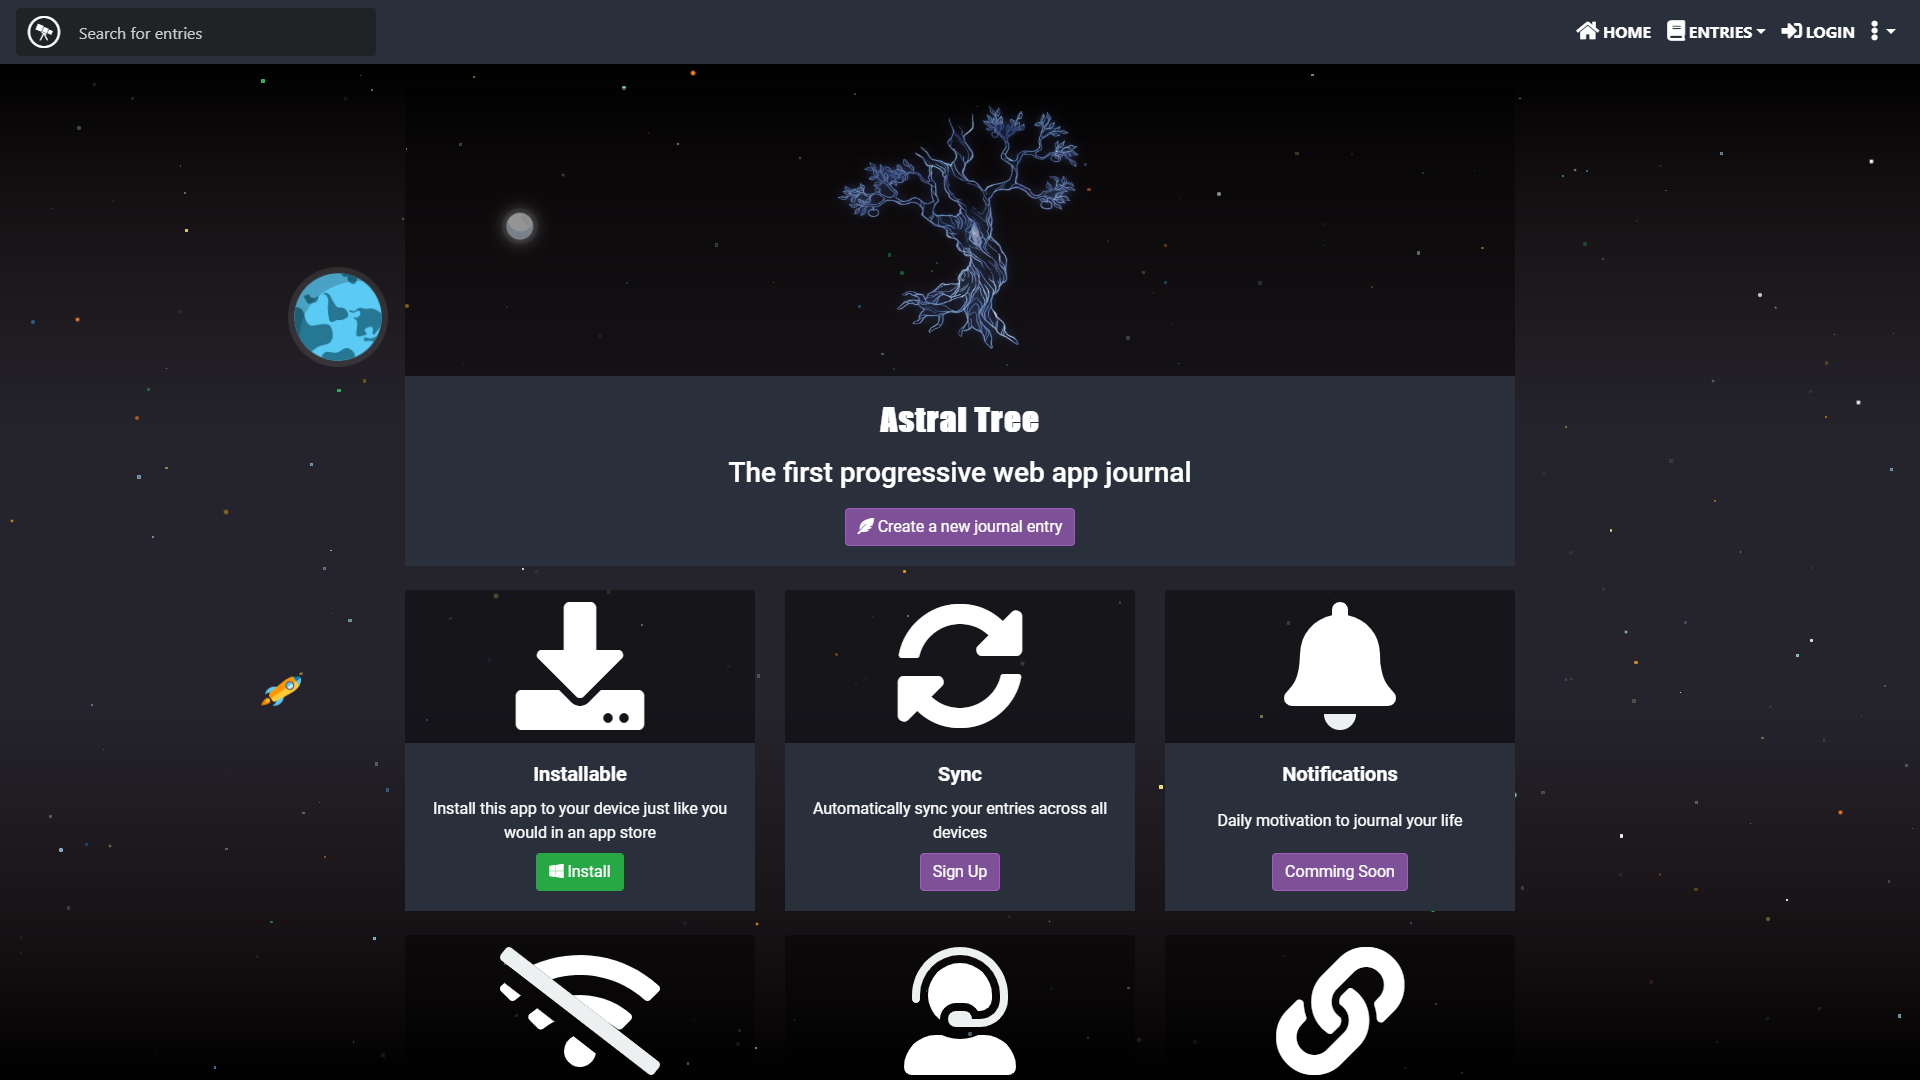 Search for entries
HOME
ENTRIES
LOGIN
Astral Tree
The first progressive web app journal
Create a new journal entry
Installable
Install this app to your device just like you
would in an app store
Install
Sync
Automatically sync your entries across all
devices
Sign Up
Notifications
Daily motivation to journal your life
Comming Soon